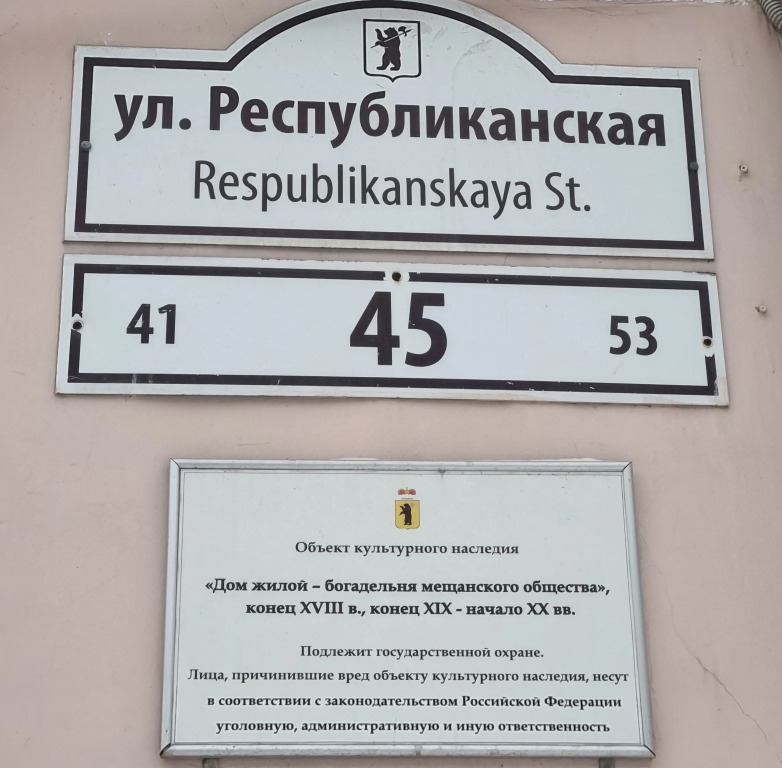 ул. Республиканская
Respublikanskaya St.
41 45 53
Объект культурного наследия
«Дом жилой – богадельня мещанского общества»,
конец XVIII в., конец XIX - начало XX вв.
Подлежит государственной охране.
Лица, причинившие вред объекту культурного наследия, несут
в соответствии с законодательством Российской Федерации
уголовную, административную и иную ответственность